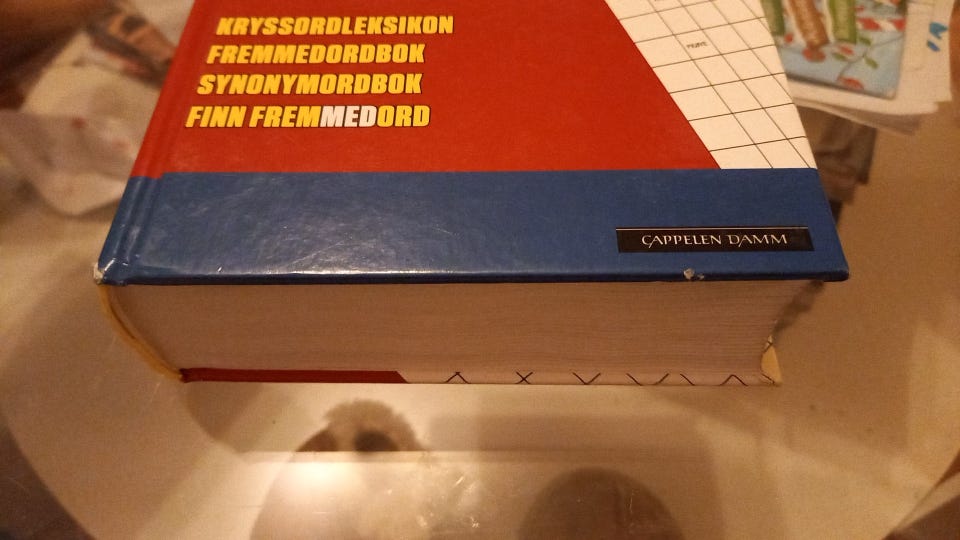 KRYSSORDLEKSIKON
FREMMEDORDBOK
SYNONYMORDBOK
FINN FREMMEDORD
CAPPELEN DAMM